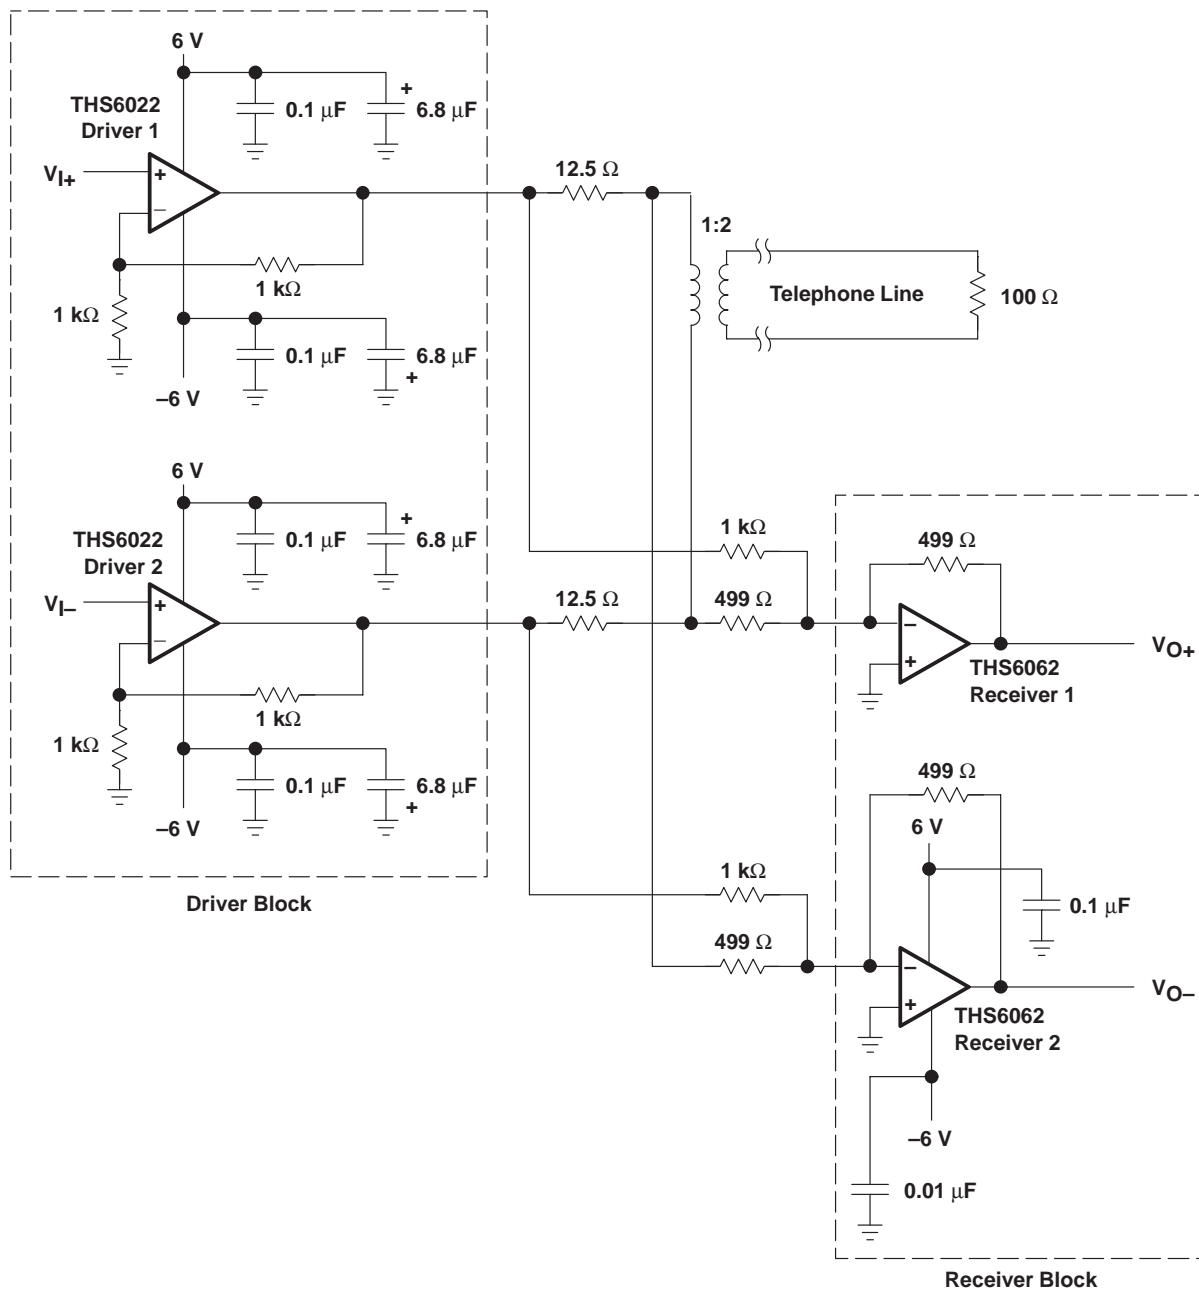 6 V
THS6022
Driver 1
+
0.1 μF
6.8 μF
VI+
+
−
12.5 Ω
1:2
1 kΩ
1 kΩ
Telephone Line
100 Ω
0.1 μF
6.8 μF
+
–6 V
6 V
THS6022
Driver 2
+
0.1 μF
6.8 μF
VI–
+
−
12.5 Ω
1 kΩ
499 Ω
499 Ω
−
+
VO+
THS6062
Receiver 1
1 kΩ
1 kΩ
0.1 μF
6.8 μF
+
–6 V
Driver Block
499 Ω
6 V
1 kΩ
0.1 μF
499 Ω
−
+
VO–
THS6062
Receiver 2
–6 V
0.01 μF
Receiver Block